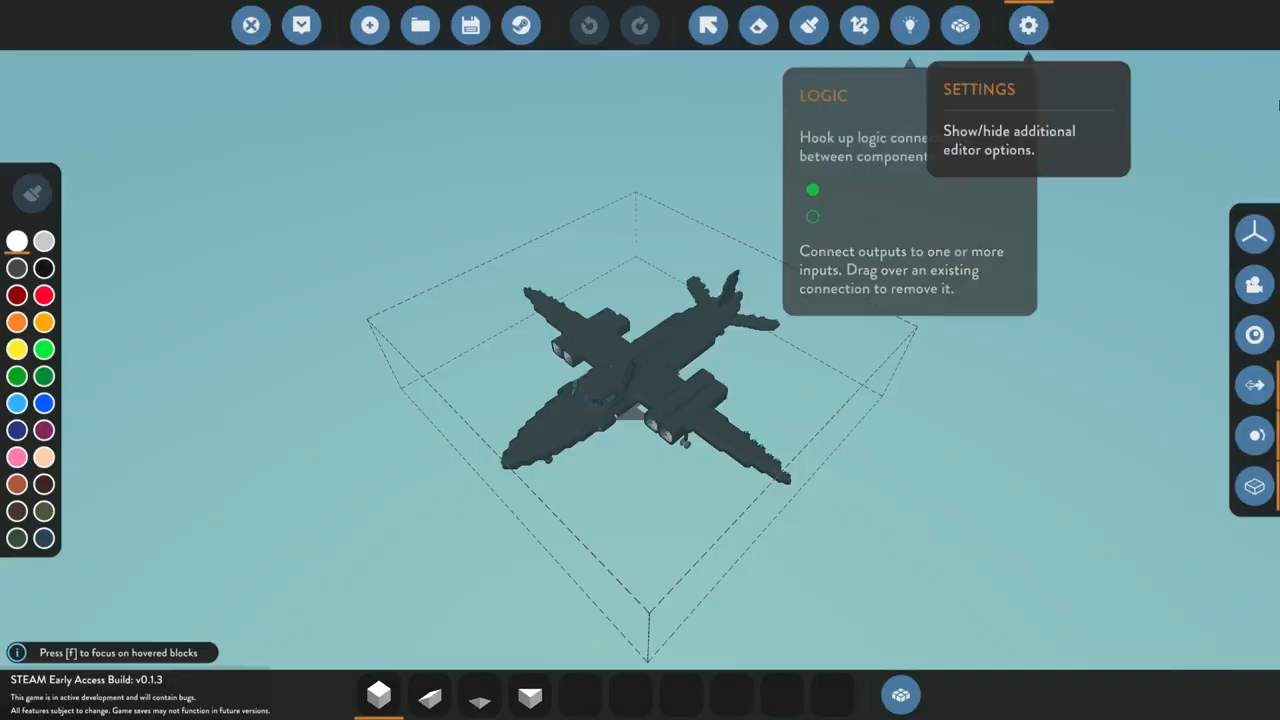 LOGIC
Hook up logic conne
between component
Connect outputs to one or more
inputs. Drag over an existing
connection to remove it.
SETTINGS
Show/hide additional
editor options.
Press [f] to focus on hovered blocks
STEAM Early Access Build: v0.1.3
This game is in active development and will contain bugs.
All features subject to change. Game saves may not function in future versions.